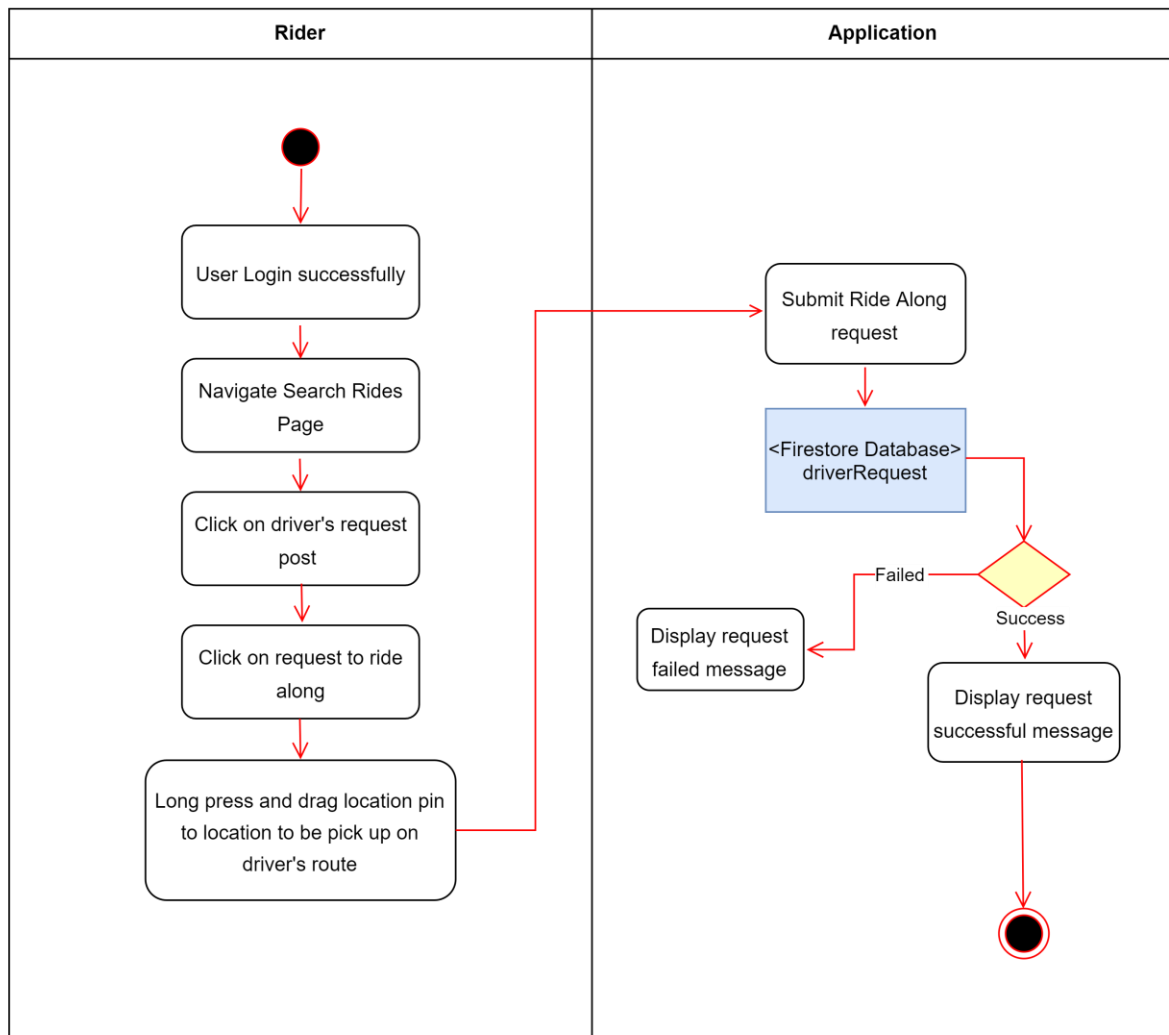 Rider
Application
User Login successfully
Navigate Search Rides
Page
Click on driver's request
post
Click on request to ride
along
Long press and drag location pin
to location to be pick up on
driver's route
Submit Ride Along
request
<Firestore Database>
driverRequest
Failed
Success
Display request
failed message
Display request
successful message